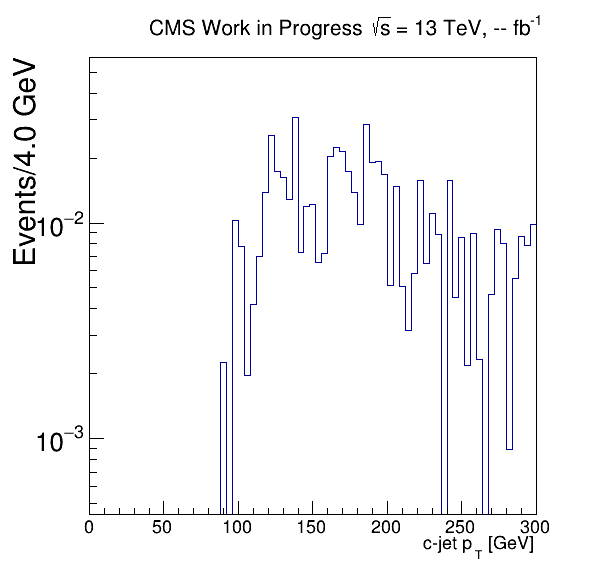 CMS Work in Progress √s = 13 TeV, -- fb⁻¹
Events/4.0 GeV
10⁻²
10⁻³
0 50 100 150 200 250 300
c-jet p_T [GeV]